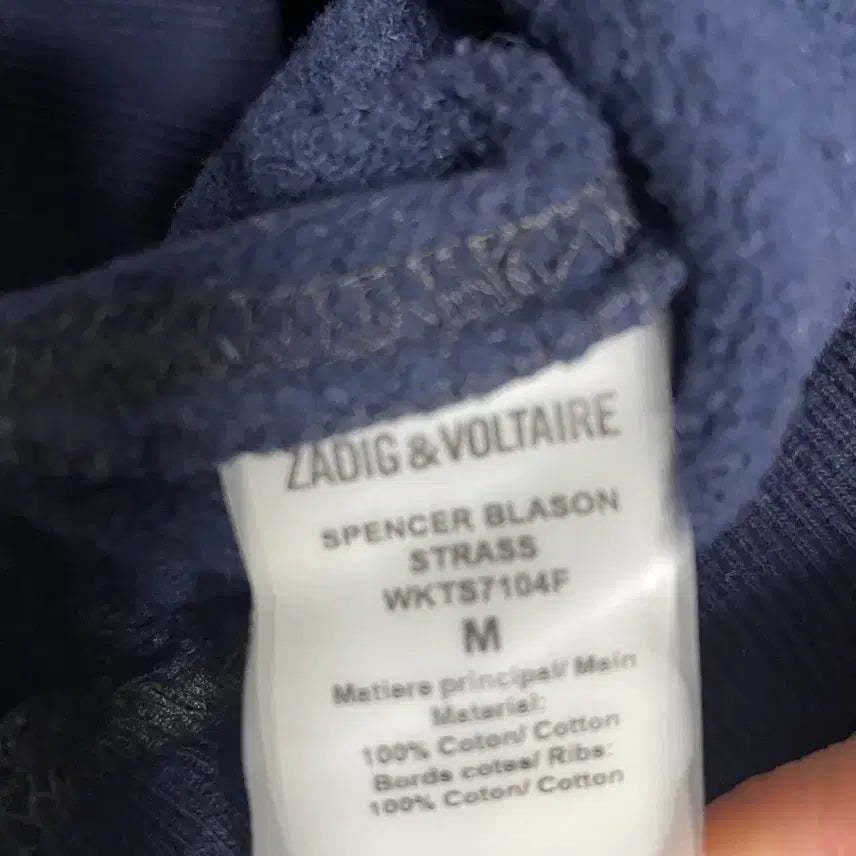 ZADIG & VOLTAIRE
SPENCER BLASON
STRASS
WKTS7104F
M
Matiere principal/ Main
Material:
100% Coton/ Cotton
Bords cotes/ Ribs:
100% Coton/ Cotton